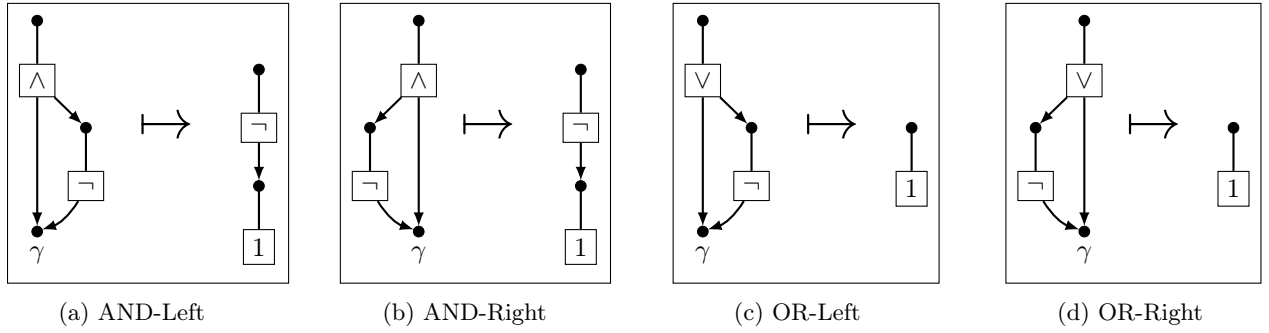 ∧ ∧ ∨ ∨
¬ ¬ 1 1
¬ ¬ ¬ ¬
γ 1 γ 1 γ γ
(a) AND-Left (b) AND-Right (c) OR-Left (d) OR-Right